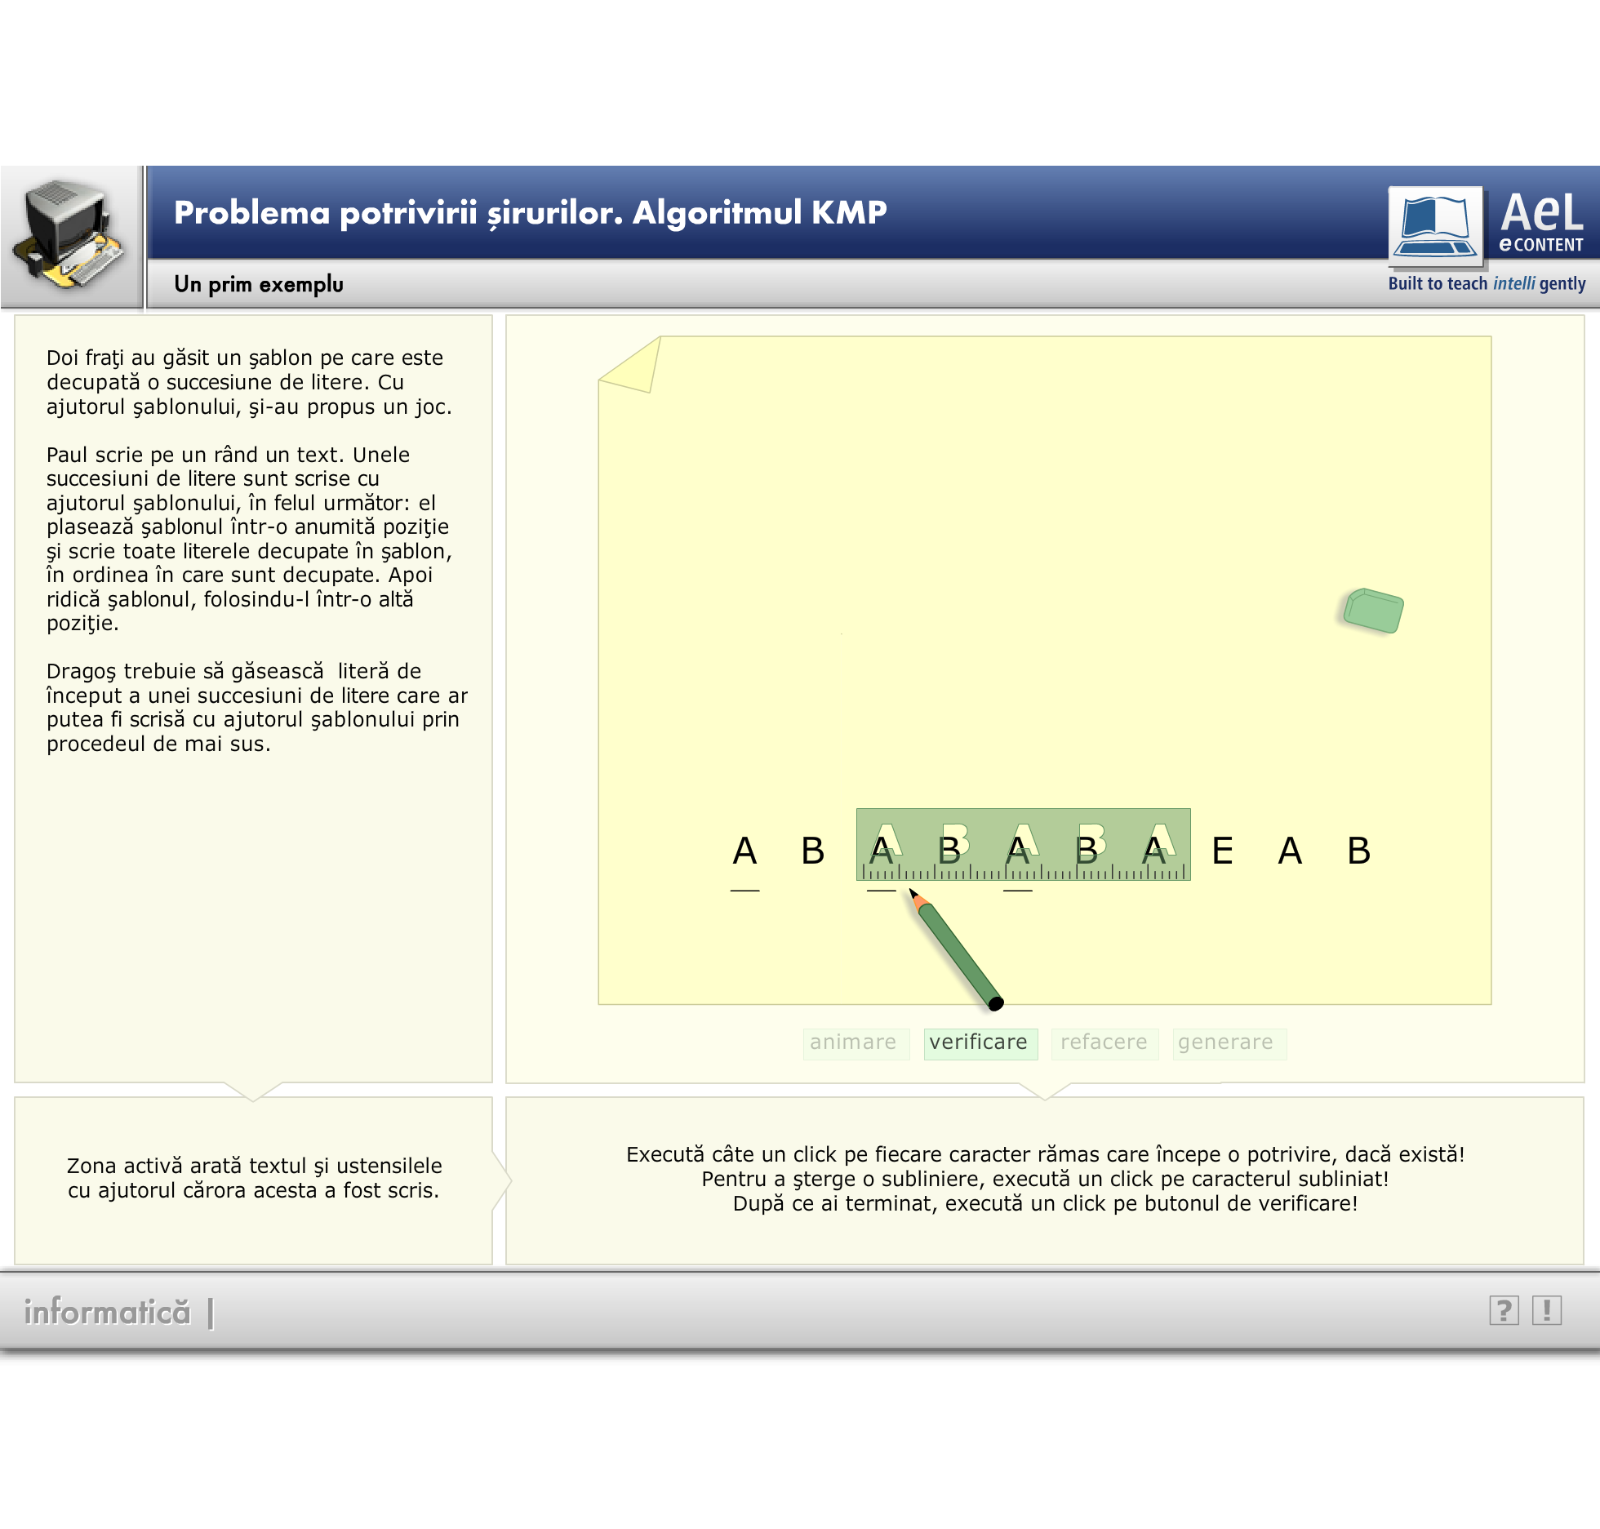 Problema potrivirii șirurilor. Algoritmul KMP
AeL
eCONTENT
Un prim exemplu
Built to teach intelli gently
Doi fraţi au găsit un şablon pe care este
decupată o succesiune de litere. Cu
ajutorul şablonului, şi-au propus un joc.
Paul scrie pe un rând un text. Unele
succesiuni de litere sunt scrise cu
ajutorul şablonului, în felul următor: el
plasează şablonul într-o anumită poziţie
şi scrie toate literele decupate în şablon,
în ordinea în care sunt decupate. Apoi
ridică şablonul, folosindu-l într-o altă
poziţie.
Dragoş trebuie să găsească literă de
început a unei succesiuni de litere care ar
putea fi scrisă cu ajutorul şablonului prin
procedeul de mai sus.
A B A B A
A B A B A B A E A B
animare verificare refacere generare
Zona activă arată textul şi ustensilele
cu ajutorul cărora acesta a fost scris.
Execută câte un click pe fiecare caracter rămas care începe o potrivire, dacă există!
Pentru a şterge o subliniere, execută un click pe caracterul subliniat!
După ce ai terminat, execută un click pe butonul de verificare!
informatică |
? !